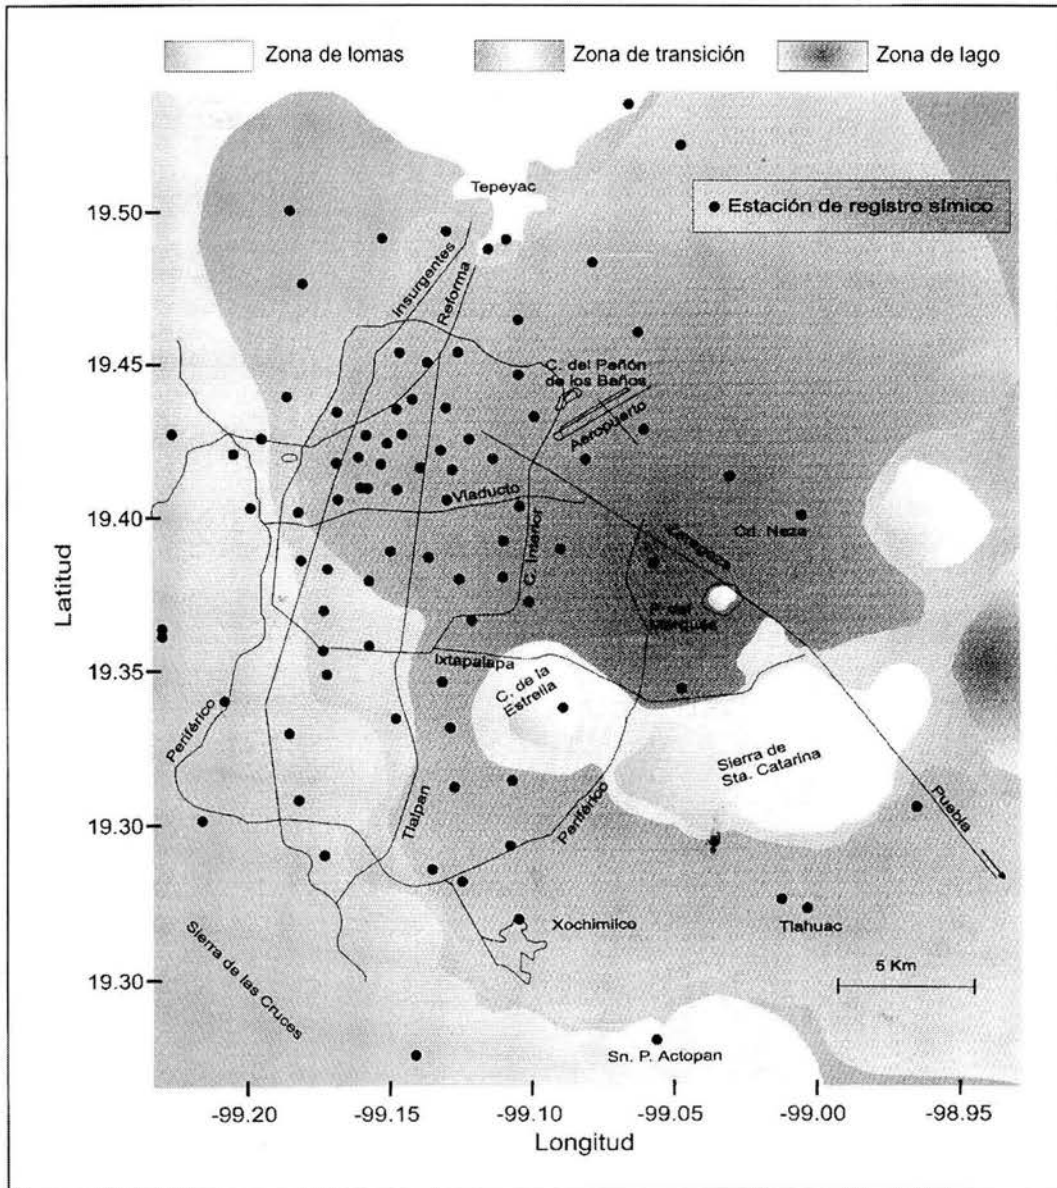 Zona de lomas
Zona de transición
Zona de lago
Tepeyac
Estación de registro símico
19.50
Insurgentes
Reforma
19.45
C. del Peñón
de los Baños
Aeropuerto
Viaducto
19.40
C. Interior
Cd. Neza
Zaragoza
P. del
Marqués
Latitud
19.35
Ixtapalapa
C. de la
Estrella
Periférico
Sierra de
Sta. Catarina
Tlalpan
Periférico
Puebla
19.30
Xochimilco
Tlahuac
Sierra de las Cruces
5 Km
19.30
Sn. P. Actopan
-99.20
-99.15
-99.10
-99.05
-99.00
-98.95
Longitud